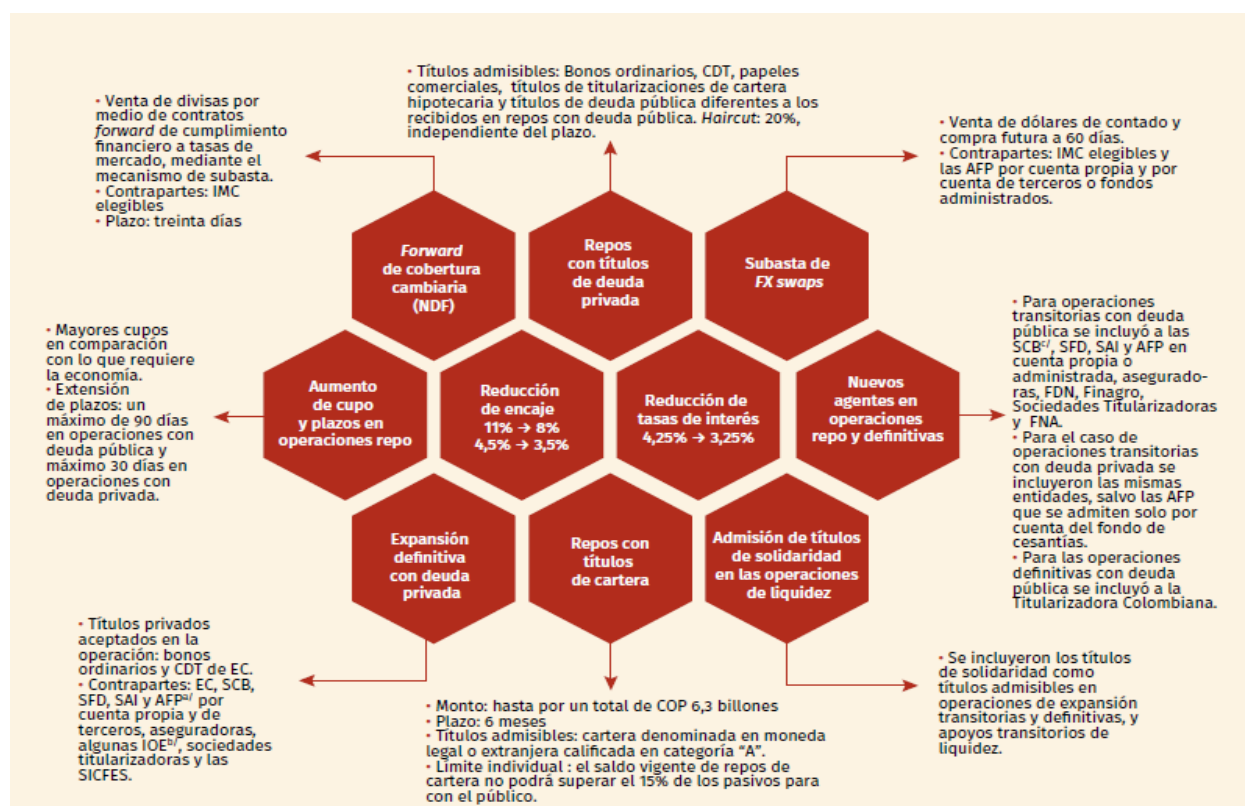 • Títulos admisibles: Bonos ordinarios, CDT, papeles
comerciales, títulos de titularizaciones de cartera
hipotecaria y títulos de deuda pública diferentes a los
recibidos en repos con deuda pública. Haircut: 20%,
independiente del plazo.
• Venta de divisas por
medio de contratos
forward de cumplimiento
financiero a tasas de
mercado, mediante el
mecanismo de subasta.
• Contrapartes: IMC
elegibles
• Plazo: treinta días
• Venta de dólares de contado y
compra futura a 60 días.
• Contrapartes: IMC elegibles y
las AFP por cuenta propia y por
cuenta de terceros o fondos
administrados.
Forward
de cobertura
cambiaria
(NDF)
Repos
con títulos
de deuda
privada
Subasta de
FX swaps
• Mayores cupos
en comparación
con lo que requiere
la economía.
• Extensión
de plazos: un
máximo de 90 días
en operaciones con
deuda pública y
máximo 30 días en
operaciones con
deuda privada.
Aumento
de cupo
y plazos en
operaciones repo
Reducción
de encaje
11% → 8%
4,5% → 3,5%
Reducción de
tasas de interés
4,25% → 3,25%
Nuevos
agentes en
operaciones
repo y definitivas
• Para operaciones
transitorias con deuda
pública se incluyó a las
SCBc/, SFD, SAI y AFP en
cuenta propia o
administrada, asegurado-
ras, FDN, Finagro,
Sociedades Titularizadoras
y FNA.
• Para el caso de
operaciones transitorias
con deuda privada se
incluyeron las mismas
entidades, salvo las AFP
que se admiten solo por
cuenta del fondo de
cesantías.
• Para las operaciones
definitivas con deuda
pública se incluyó a la
Titularizadora Colombiana.
Expansión
definitiva
con deuda
privada
Repos con
títulos
de cartera
Admisión de títulos
de solidaridad
en las operaciones
de liquidez
• Títulos privados
aceptados en la
operación: bonos
ordinarios y CDT de EC.
• Contrapartes: EC, SCB,
SFD, SAI y AFPa/ por
cuenta propia y de
terceros, aseguradoras,
algunas IOEb/, sociedades
titularizadoras y las
SICFES.
• Monto: hasta por un total de COP 6,3 billones
• Plazo: 6 meses
• Títulos admisibles: cartera denominada en moneda
legal o extranjera calificada en categoría “A”.
• Límite individual : el saldo vigente de repos de
cartera no podrá superar el 15% de los pasivos para
con el público.
• Se incluyeron los títulos
de solidaridad como
títulos admisibles en
operaciones de expansión
transitorias y definitivas, y
apoyos transitorios de
liquidez.